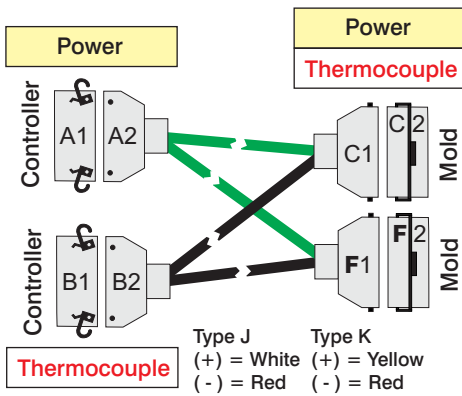 Power
Power
Thermocouple
Controller
A1
A2
C1
C 2
Mold
Controller
B1
B2
F1
F 2
Mold
Thermocouple
Type J
(+) = White
(-) = Red
Type K
(+) = Yellow
(-) = Red